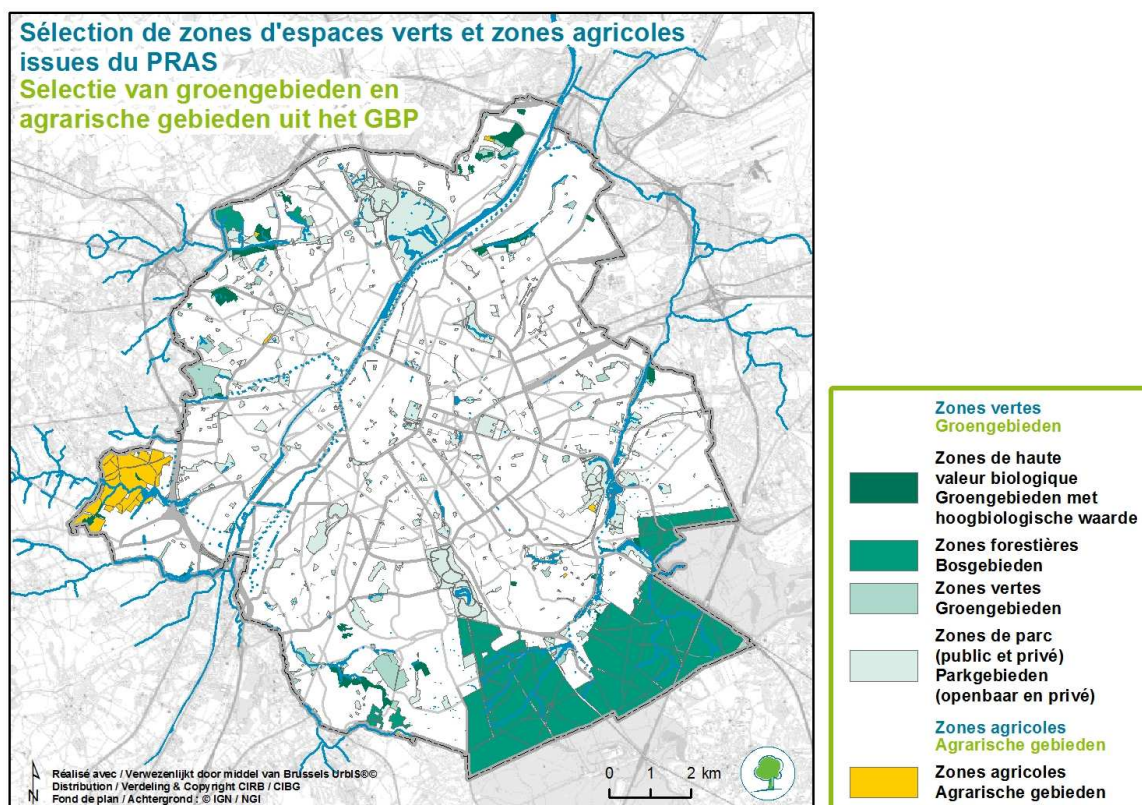 Sélection de zones d'espaces verts et zones agricoles
issues du PRAS
Selectie van groengebieden en
agrarische gebieden uit het GBP
Zones vertes
Groengebieden
Zones de haute
valeur biologique
Groengebieden met
hoogbiologische waarde
Zones forestières
Bosgebieden
Zones vertes
Groengebieden
Zones de parc
(public et privé)
Parkgebieden
(openbaar en privé)
Zones agricoles
Agrarische gebieden
Zones agricoles
Agrarische gebieden
N
Réalisé avec / Verwezenlijkt door middel van Brussels UrbIS®©
Distribution / Verdeling & Copyright CIRB / CIBG
Fond de plan / Achtergrond : © IGN / NGI
0 1 2 km